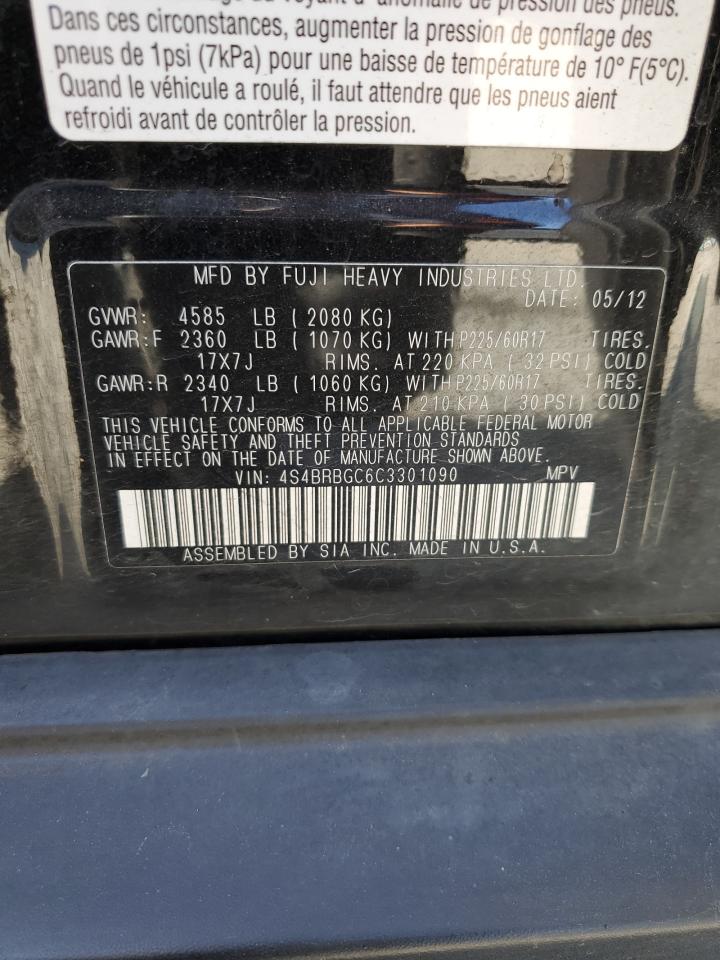 voyant d'anomalie de pression des pneus.
Dans ces circonstances, augmenter la pression de gonflage des
pneus de 1psi (7kPa) pour une baisse de température de 10° F(5°C).
Quand le véhicule a roulé, il faut attendre que les pneus aient
refroidi avant de contrôler la pression.
MFD BY FUJI HEAVY INDUSTRIES LTD.
DATE: 05/12
GVWR: 4585 LB ( 2080 KG)
GAWR:F 2360 LB ( 1070 KG) WITH P225/60R17 TIRES.
17X7J RIMS. AT 220 KPA ( 32 PSI) COLD
GAWR:R 2340 LB ( 1060 KG) WITH P225/60R17 TIRES.
17X7J RIMS. AT 210 KPA ( 30 PSI) COLD
THIS VEHICLE CONFORMS TO ALL APPLICABLE FEDERAL MOTOR
VEHICLE SAFETY AND THEFT PREVENTION STANDARDS
IN EFFECT ON THE DATE OF MANUFACTURE SHOWN ABOVE.
VIN: 4S4BRBGC6C3301090 MPV
ASSEMBLED BY SIA INC. MADE IN U.S.A.